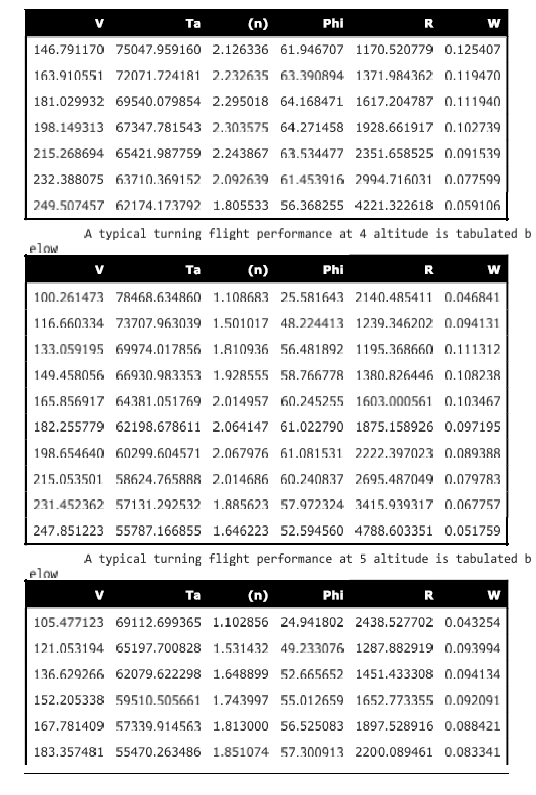 V Ta (n) Phi R W
146.791170 75047.959160 2.126336 61.946707 1170.520779 0.125407
163.910551 72071.724181 2.232635 63.390894 1371.984362 0.119470
181.029932 69540.079854 2.295018 64.168471 1617.204787 0.111940
198.149313 67347.781543 2.303575 64.271458 1928.661917 0.102739
215.268694 65421.987759 2.243867 63.534477 2351.658525 0.091539
232.388075 63710.369152 2.092639 61.453916 2994.716031 0.077599
249.507457 62174.173792 1.805533 56.368255 4221.322618 0.059106
A typical turning flight performance at 4 altitude is tabulated b
elow
V Ta (n) Phi R W
100.261473 78468.634860 1.108683 25.581643 2140.485411 0.046841
116.660334 73707.963039 1.501017 48.224413 1239.346202 0.094131
133.059195 69974.017856 1.810936 56.481892 1195.368660 0.111312
149.458056 66930.983353 1.928555 58.766778 1380.826446 0.108238
165.856917 64381.051769 2.014957 60.245255 1603.000561 0.103467
182.255779 62198.678611 2.064147 61.022790 1875.158926 0.097195
198.654640 60299.604571 2.067976 61.081531 2222.397023 0.089388
215.053501 58624.765888 2.014686 60.240837 2695.487049 0.079783
231.452362 57131.292532 1.885623 57.972324 3415.939317 0.067757
247.851223 55787.166855 1.646223 52.594560 4788.603351 0.051759
A typical turning flight performance at 5 altitude is tabulated b
elow
V Ta (n) Phi R W
105.477123 69112.699365 1.102856 24.941802 2438.527702 0.043254
121.053194 65197.700828 1.531432 49.233076 1287.882919 0.093994
136.629266 62079.622298 1.648899 52.665652 1451.433308 0.094134
152.205338 59510.505661 1.743997 55.012659 1652.773355 0.092091
167.781409 57339.914563 1.813000 56.525083 1897.528916 0.088421
183.357481 55470.263486 1.851074 57.300913 2200.089461 0.083341